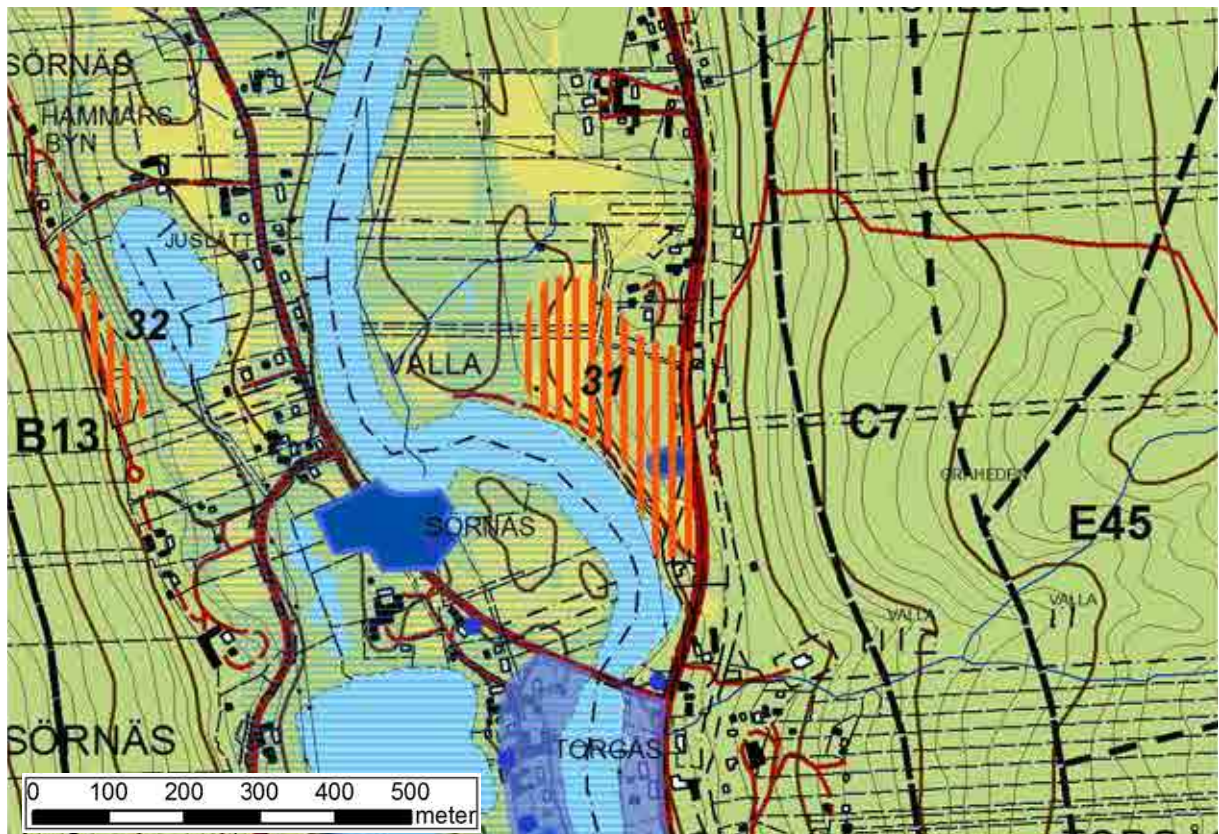 RISHEDEN
SÖRNÄS
HAMMARS-
BYN
JUSLÄTT
32
VALLA
31
B13
C7
GRÅHEDEN
SÖRNÄS
E45
VALLA
VALLA
SÖRNÄS
TORGÅS
0 100 200 300 400 500
meter